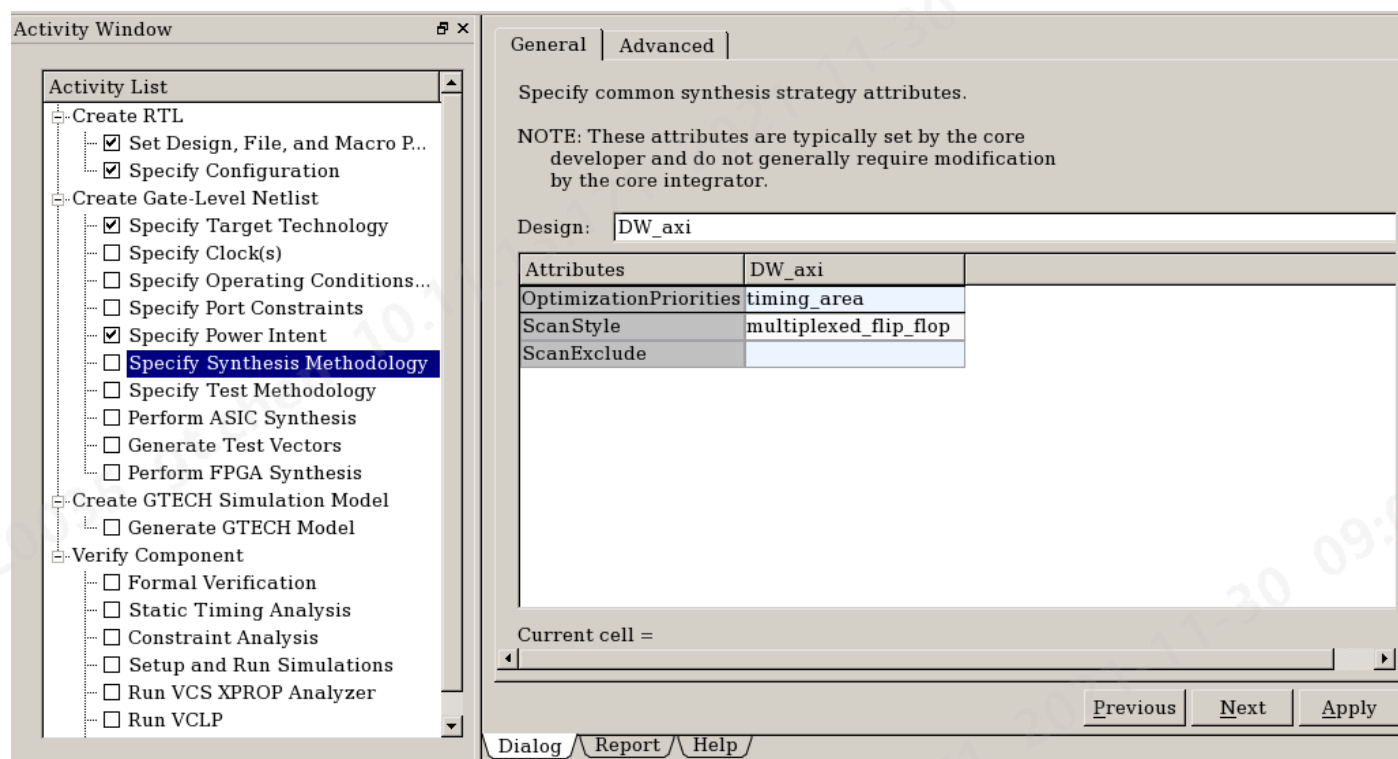 Activity Window
Activity List
Create RTL
Set Design, File, and Macro P...
Specify Configuration
Create Gate-Level Netlist
Specify Target Technology
Specify Clock(s)
Specify Operating Conditions...
Specify Port Constraints
Specify Power Intent
Specify Synthesis Methodology
Specify Test Methodology
Perform ASIC Synthesis
Generate Test Vectors
Perform FPGA Synthesis
Create GTECH Simulation Model
Generate GTECH Model
Verify Component
Formal Verification
Static Timing Analysis
Constraint Analysis
Setup and Run Simulations
Run VCS XPROP Analyzer
Run VCLP
General Advanced
Specify common synthesis strategy attributes.
NOTE: These attributes are typically set by the core
developer and do not generally require modification
by the core integrator.
Design: DW_axi
Attributes DW_axi
OptimizationPriorities timing_area
ScanStyle multiplexed_flip_flop
ScanExclude
Current cell =
Previous Next Apply
Dialog Report Help